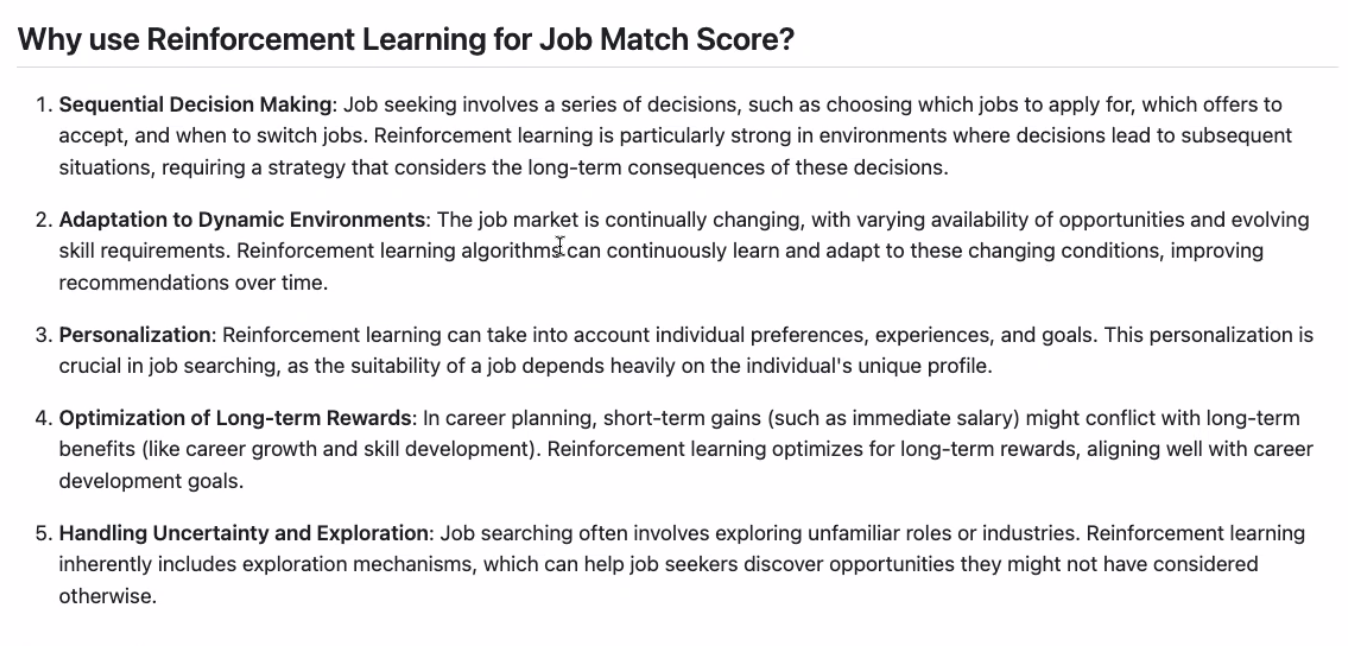 Why use Reinforcement Learning for Job Match Score?
1. Sequential Decision Making: Job seeking involves a series of decisions, such as choosing which jobs to apply for, which offers to
accept, and when to switch jobs. Reinforcement learning is particularly strong in environments where decisions lead to subsequent
situations, requiring a strategy that considers the long-term consequences of these decisions.
2. Adaptation to Dynamic Environments: The job market is continually changing, with varying availability of opportunities and evolving
skill requirements. Reinforcement learning algorithms can continuously learn and adapt to these changing conditions, improving
recommendations over time.
3. Personalization: Reinforcement learning can take into account individual preferences, experiences, and goals. This personalization is
crucial in job searching, as the suitability of a job depends heavily on the individual's unique profile.
4. Optimization of Long-term Rewards: In career planning, short-term gains (such as immediate salary) might conflict with long-term
benefits (like career growth and skill development). Reinforcement learning optimizes for long-term rewards, aligning well with career
development goals.
5. Handling Uncertainty and Exploration: Job searching often involves exploring unfamiliar roles or industries. Reinforcement learning
inherently includes exploration mechanisms, which can help job seekers discover opportunities they might not have considered
otherwise.